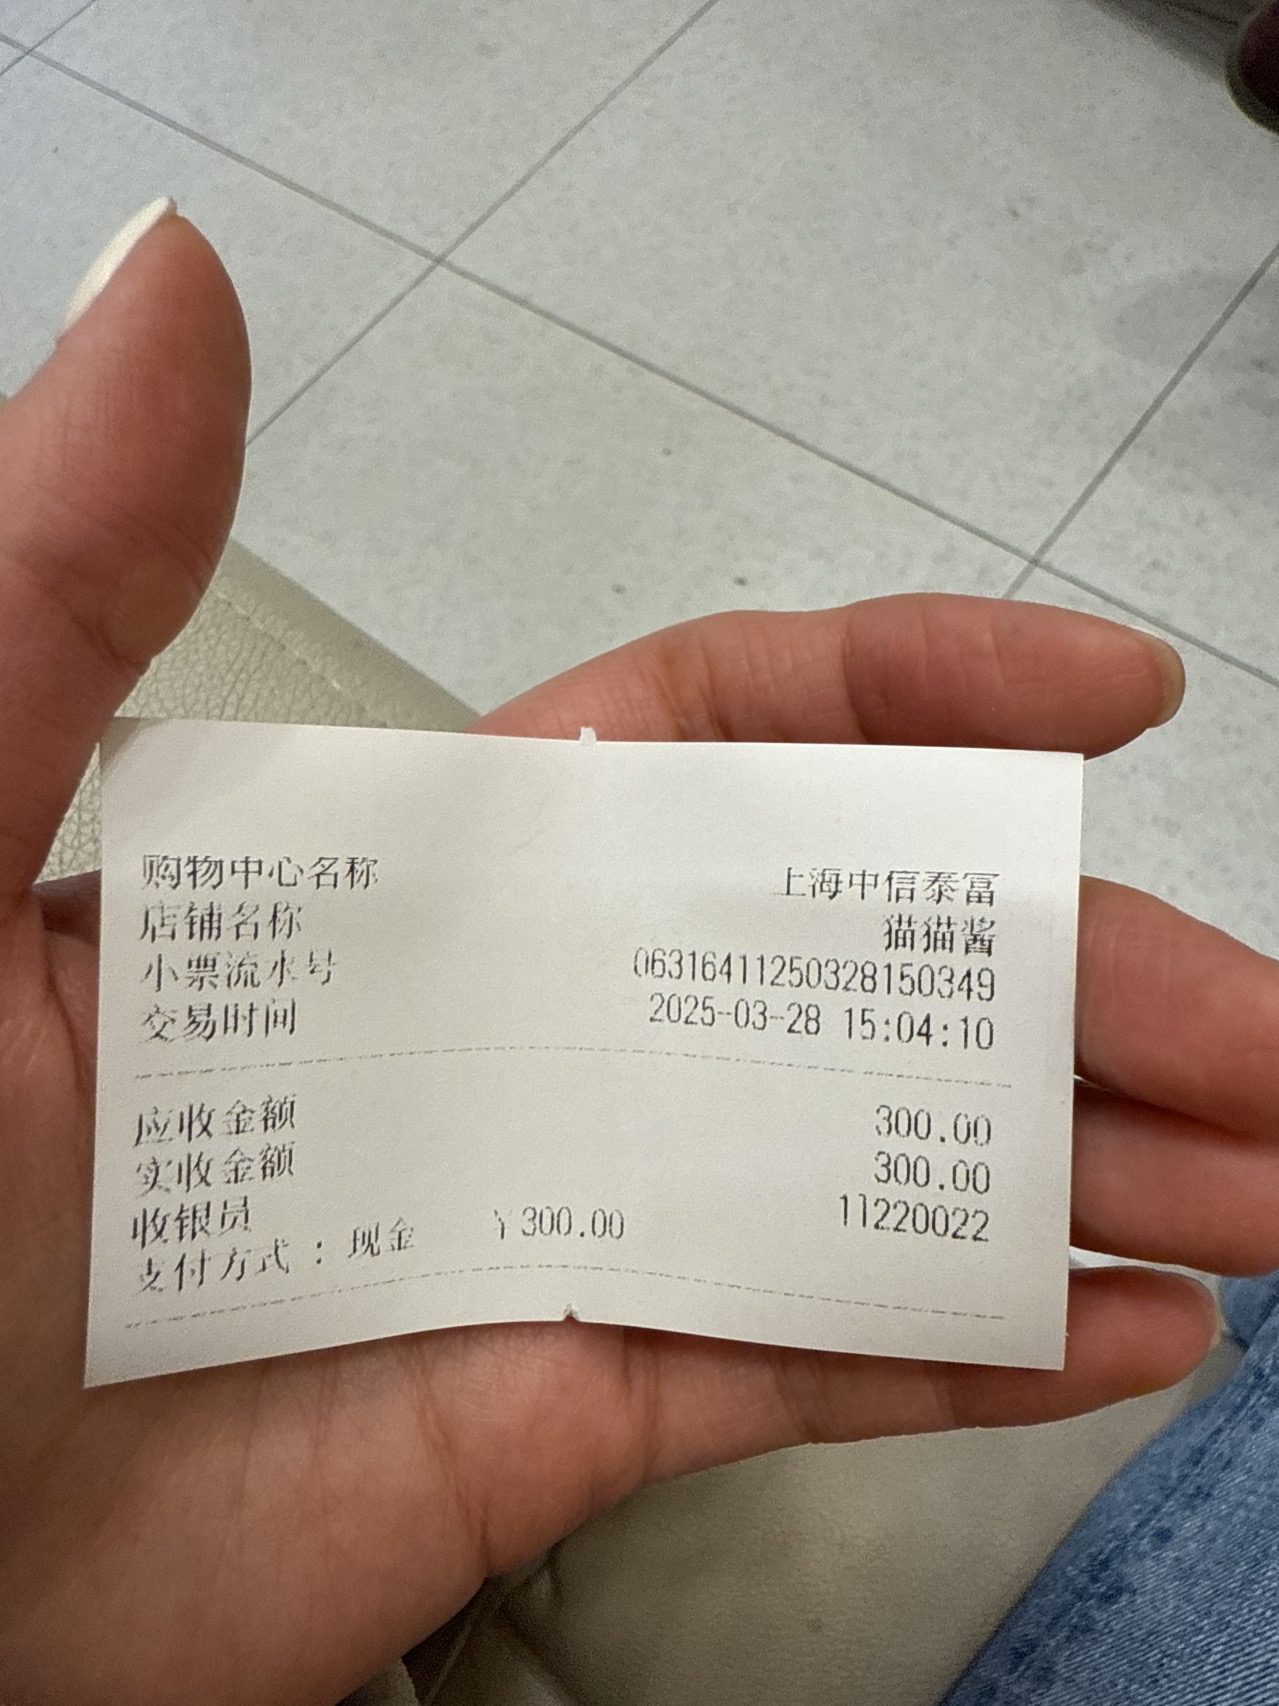 购物中心名称 上海中信泰富
店铺名称 猫猫酱
小票流水号 06316411250328150349
交易时间 2025-03-28 15:04:10
应收金额 300.00
实收金额 300.00
收银员 11220022
支付方式：现金 ￥300.00